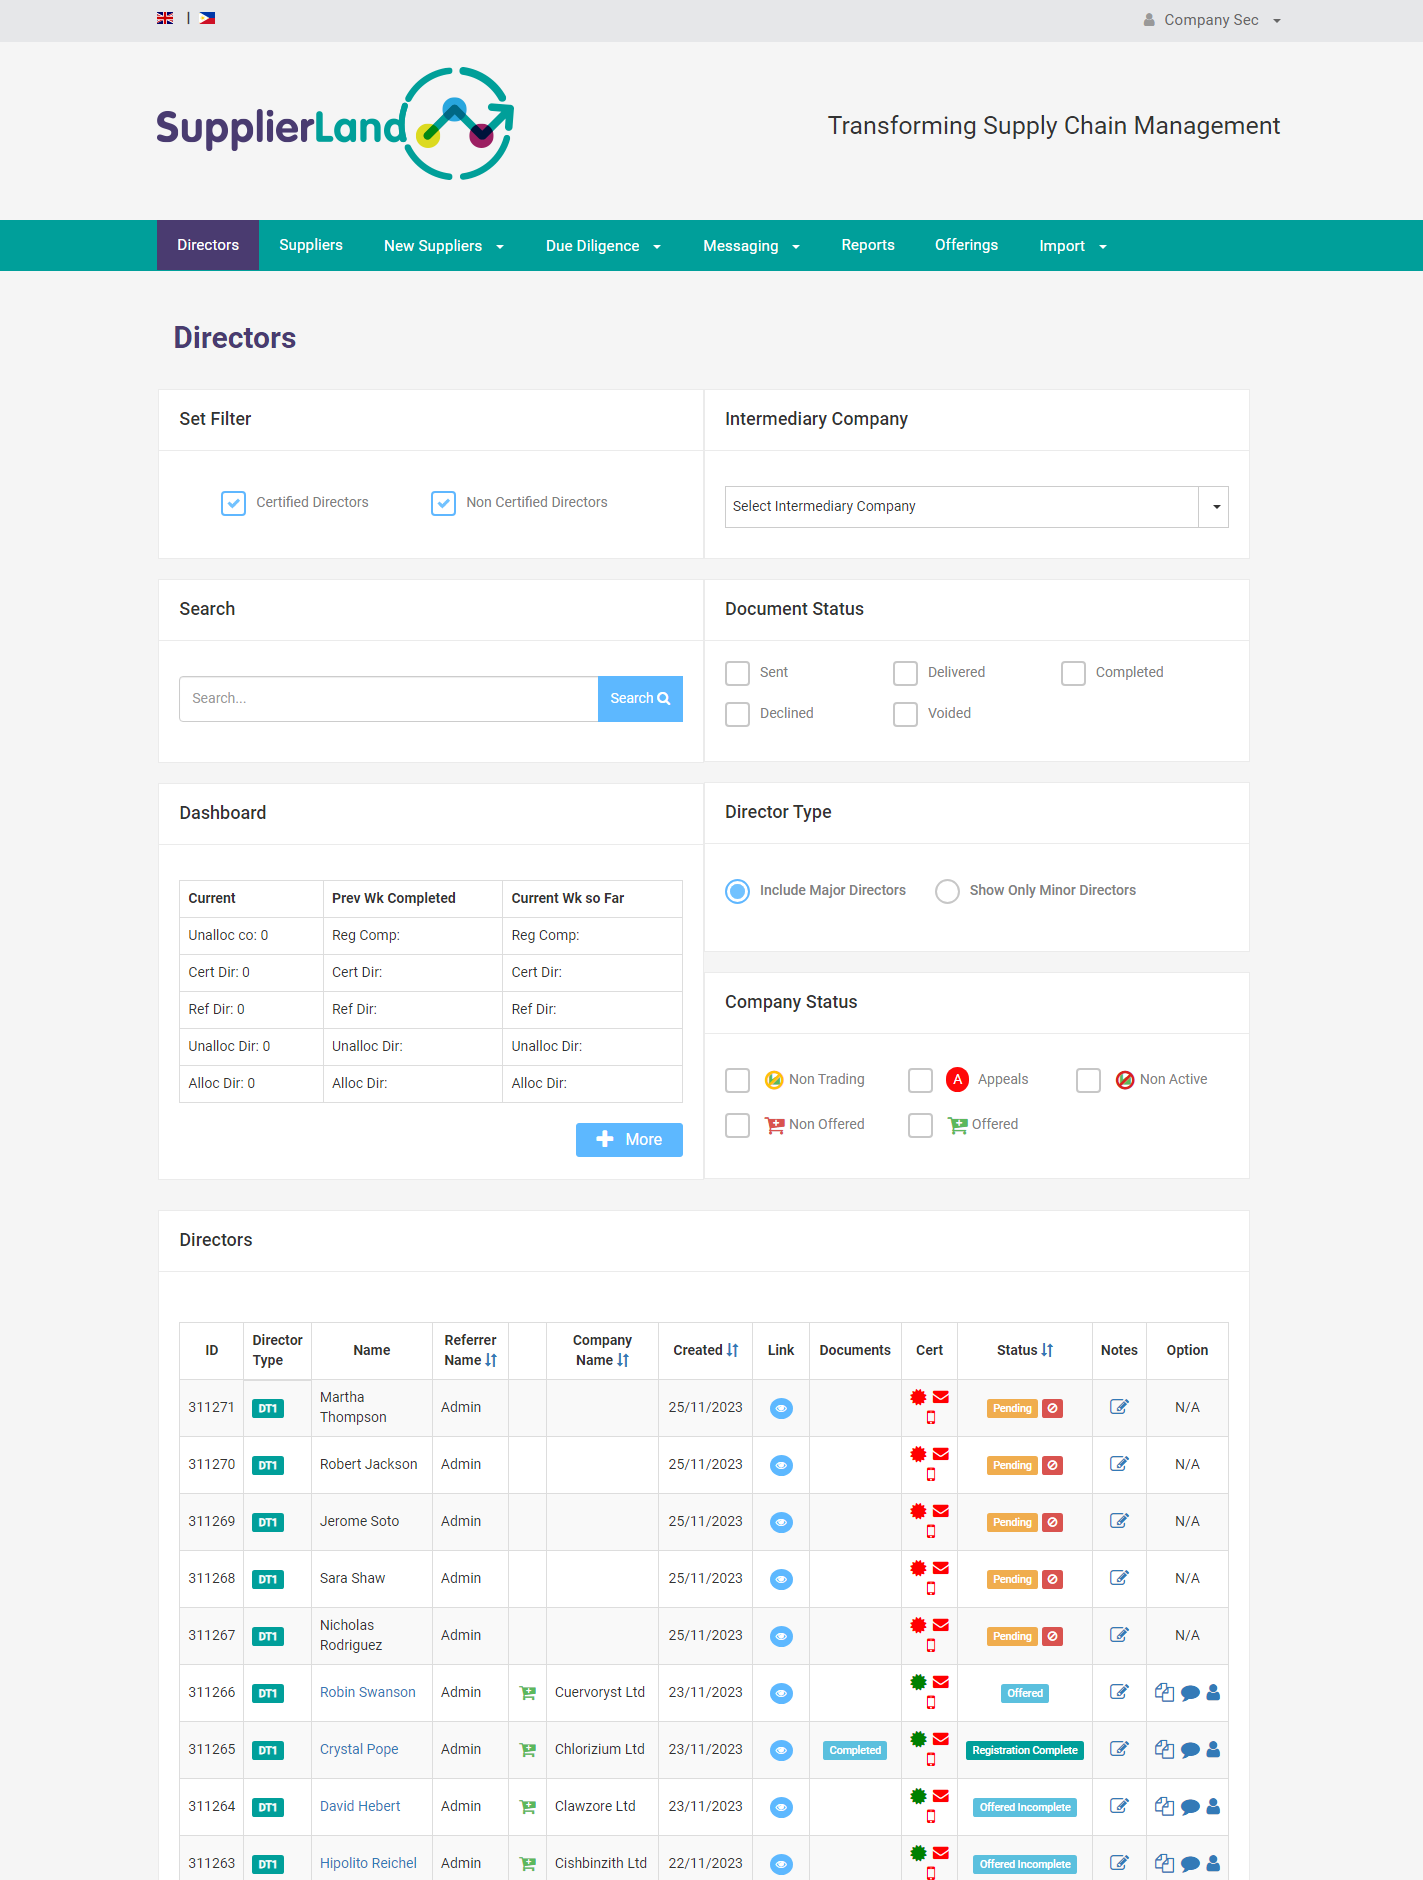 |
Company Sec
SupplierLand
Transforming Supply Chain Management
Directors Suppliers New Suppliers Due Diligence Messaging Reports Offerings Import
Directors
Set Filter
Certified Directors Non Certified Directors
Intermediary Company
Select Intermediary Company
Search
Search... Search
Document Status
Sent Delivered Completed
Declined Voided
Dashboard
Current Prev Wk Completed Current Wk so Far
Unalloc co: 0 Reg Comp: Reg Comp:
Cert Dir: 0 Cert Dir: Cert Dir:
Ref Dir: 0 Ref Dir: Ref Dir:
Unalloc Dir: 0 Unalloc Dir: Unalloc Dir:
Alloc Dir: 0 Alloc Dir: Alloc Dir:
More
Director Type
Include Major Directors Show Only Minor Directors
Company Status
Non Trading A Appeals Non Active
Non Offered Offered
Directors
ID Director Type Name Referrer Name Company Name Created Link Documents Cert Status Notes Option
311271 DT1 Martha Thompson Admin 25/11/2023 Pending N/A
311270 DT1 Robert Jackson Admin 25/11/2023 Pending N/A
311269 DT1 Jerome Soto Admin 25/11/2023 Pending N/A
311268 DT1 Sara Shaw Admin 25/11/2023 Pending N/A
311267 DT1 Nicholas Rodriguez Admin 25/11/2023 Pending N/A
311266 DT1 Robin Swanson Admin Cuervoryst Ltd 23/11/2023 Offered
311265 DT1 Crystal Pope Admin Chlorizium Ltd 23/11/2023 Completed Registration Complete
311264 DT1 David Hebert Admin Clawzore Ltd 23/11/2023 Offered Incomplete
311263 DT1 Hipolito Reichel Admin Cishbinzith Ltd 22/11/2023 Offered Incomplete